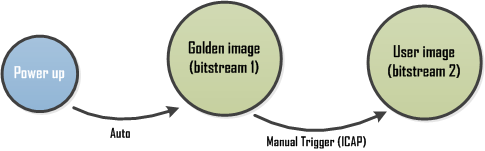 Power up
Golden image
(bitstream 1)
User image
(bitstream 2)
Auto
Manual Trigger (ICAP)